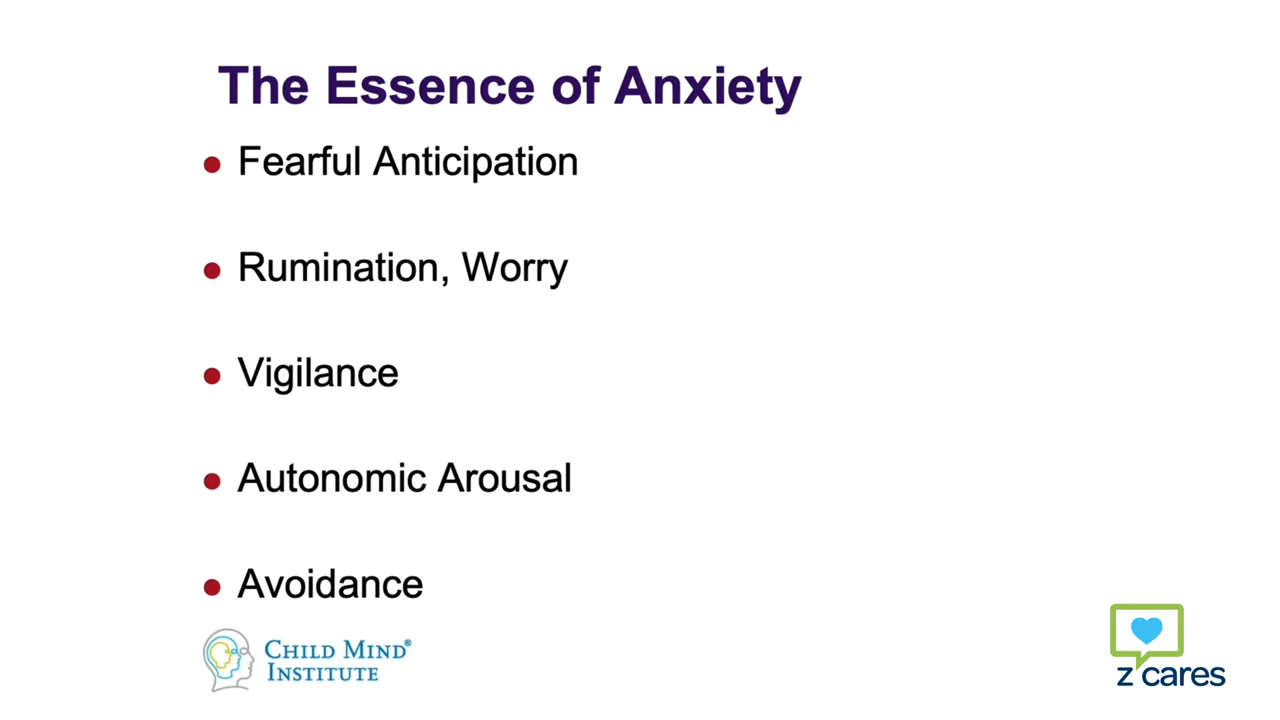 The Essence of Anxiety
Fearful Anticipation
Rumination, Worry
Vigilance
Autonomic Arousal
Avoidance
CHILD MIND®
INSTITUTE
z cares